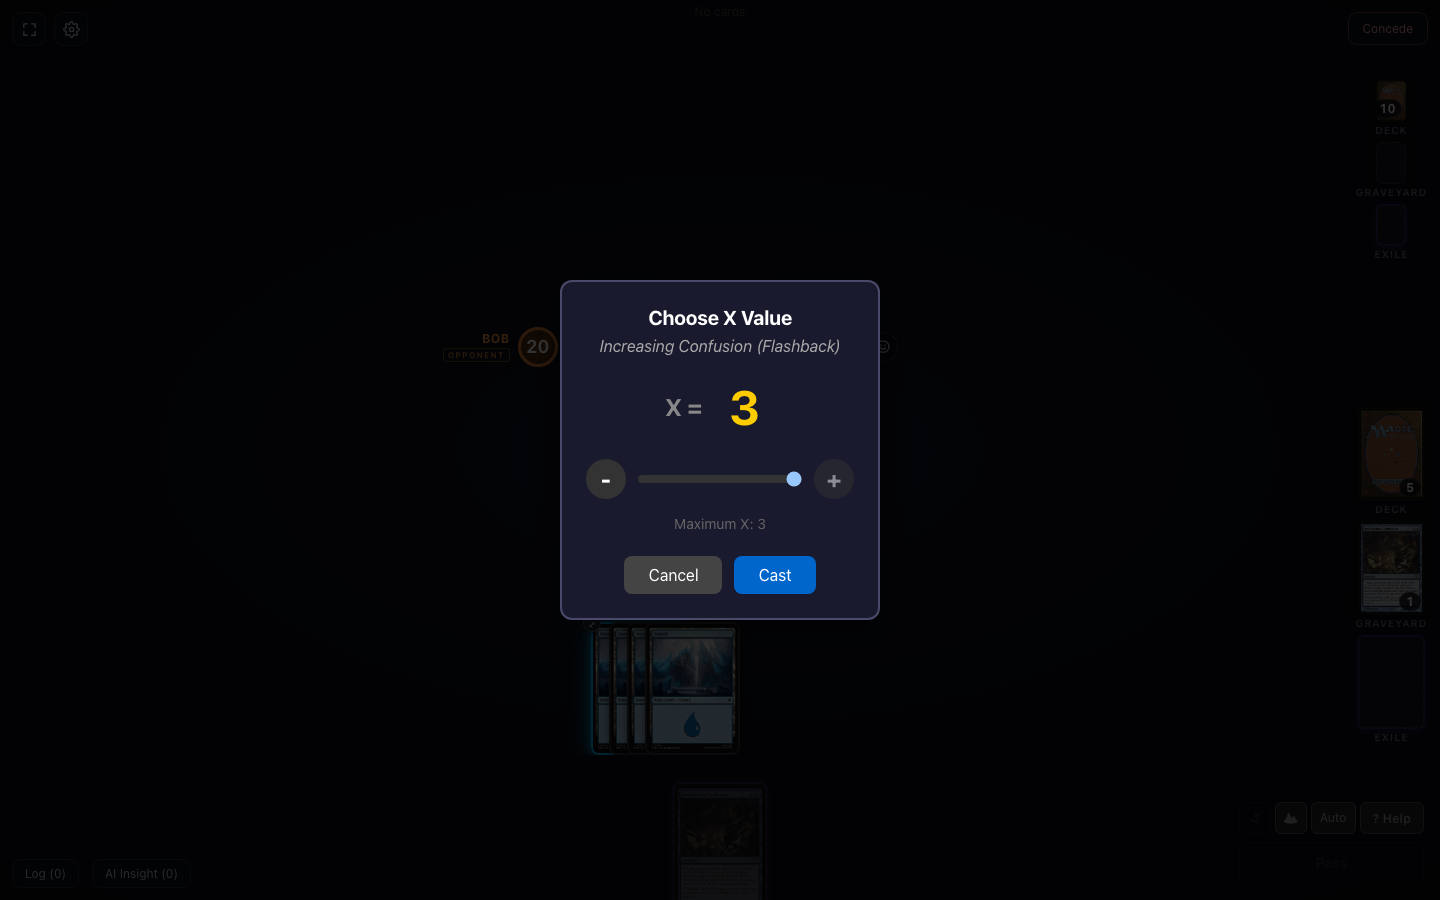 No cards
Concede
10
DECK
GRAVEYARD
EXILE
Choose X Value
Increasing Confusion (Flashback)
BOB
OPPONENT
20
X =
3
-
+
Maximum X: 3
Cancel
Cast
Magic
5
DECK
1
GRAVEYARD
EXILE
Auto
? Help
Pass
Log (0)
AI Insight (0)